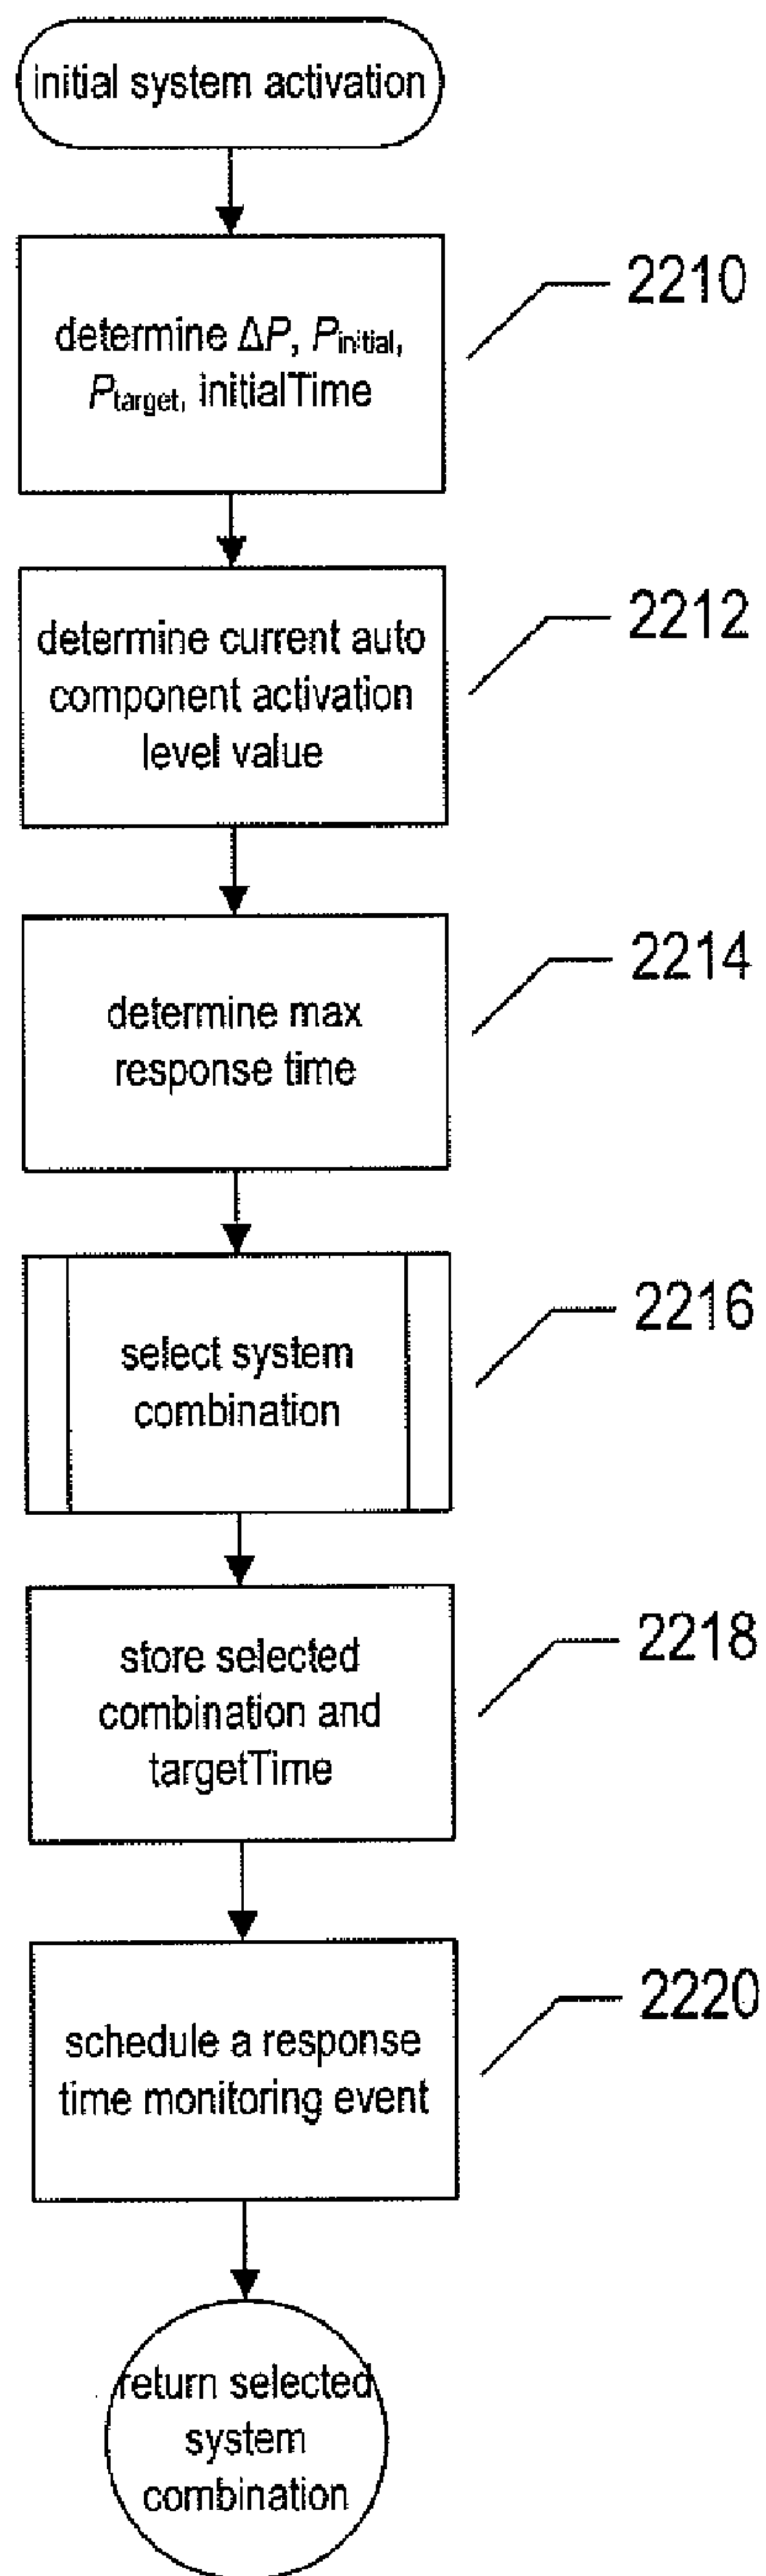 initial system activation
determine ΔP, Pinitial,
Ptarget, initialTime
2210
determine current auto
component activation
level value
2212
determine max
response time
2214
select system
combination
2216
store selected
combination and
targetTime
2218
schedule a response
time monitoring event
2220
return selected
system
combination